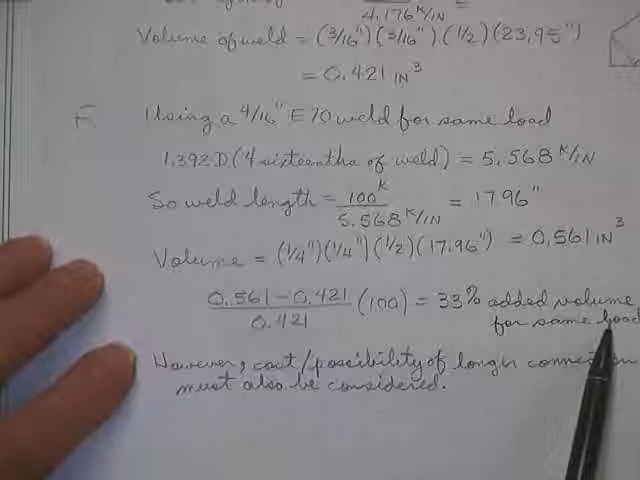 4.176 K/IN =
Volume of weld = (3/16") (3/16") (1/2) (23.95")
= 0.421 IN³
Using a 4/16" E70 weld for same load
1.392D (4 sixteenths of weld) = 5.568 K/IN
So weld length = 100 K / 5.568 K/IN = 17.96"
Volume = (1/4") (1/4") (1/2) (17.96") = 0.561 IN³
0.561 - 0.421 / 0.421 (100) = 33% added volume
for same load
However, cost/possibility of longer connection
must also be considered.